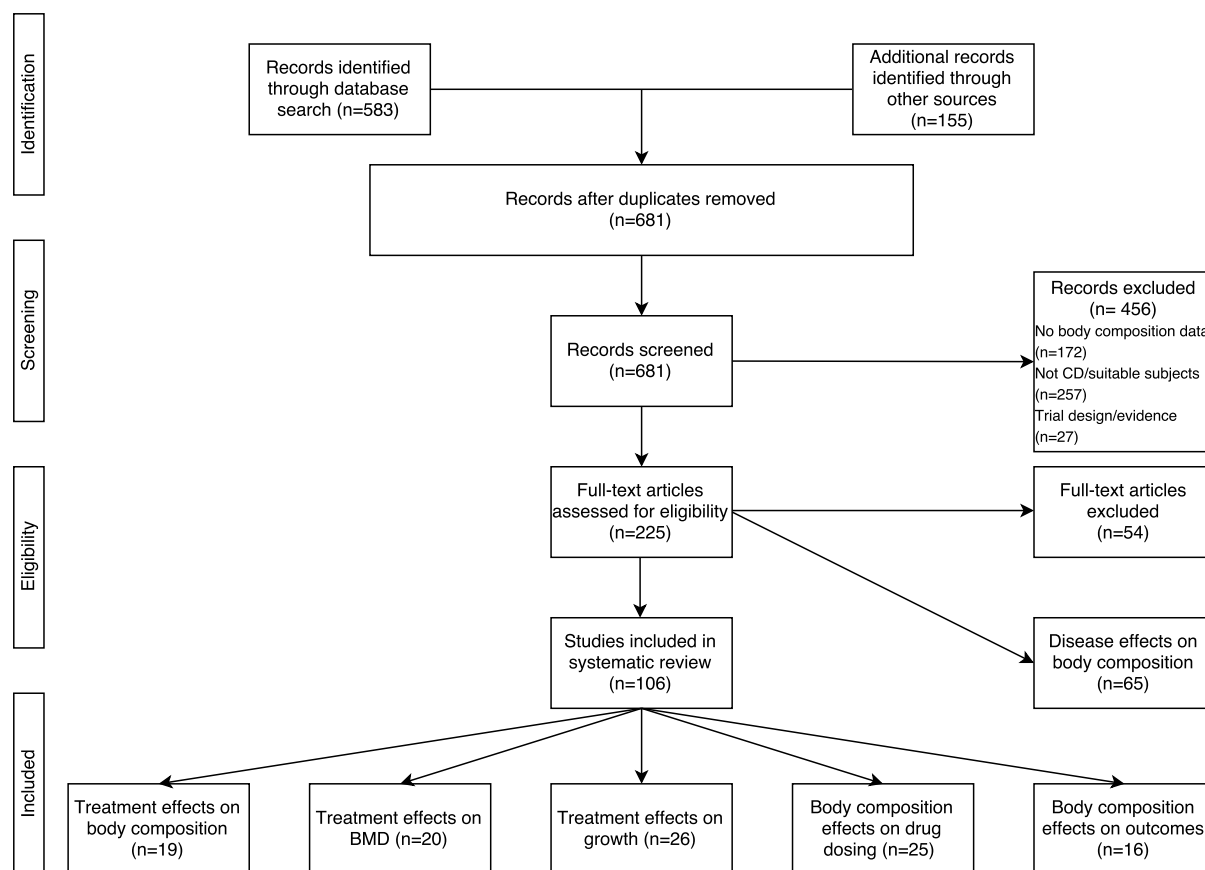 Identification
Records identified
through database
search (n=583)
Additional records
identified through
other sources
(n=155)
Records after duplicates removed
(n=681)
Screening
Records screened
(n=681)
Records excluded
(n= 456)
No body composition data
(n=172)
Not CD/suitable subjects
(n=257)
Trial design/evidence
(n=27)
Eligibility
Full-text articles
assessed for eligibility
(n=225)
Full-text articles
excluded
(n=54)
Studies included in
systematic review
(n=106)
Disease effects on
body composition
(n=65)
Included
Treatment effects on
body composition
(n=19)
Treatment effects on
BMD (n=20)
Treatment effects on
growth (n=26)
Body composition
effects on drug
dosing (n=25)
Body composition
effects on outcomes
(n=16)